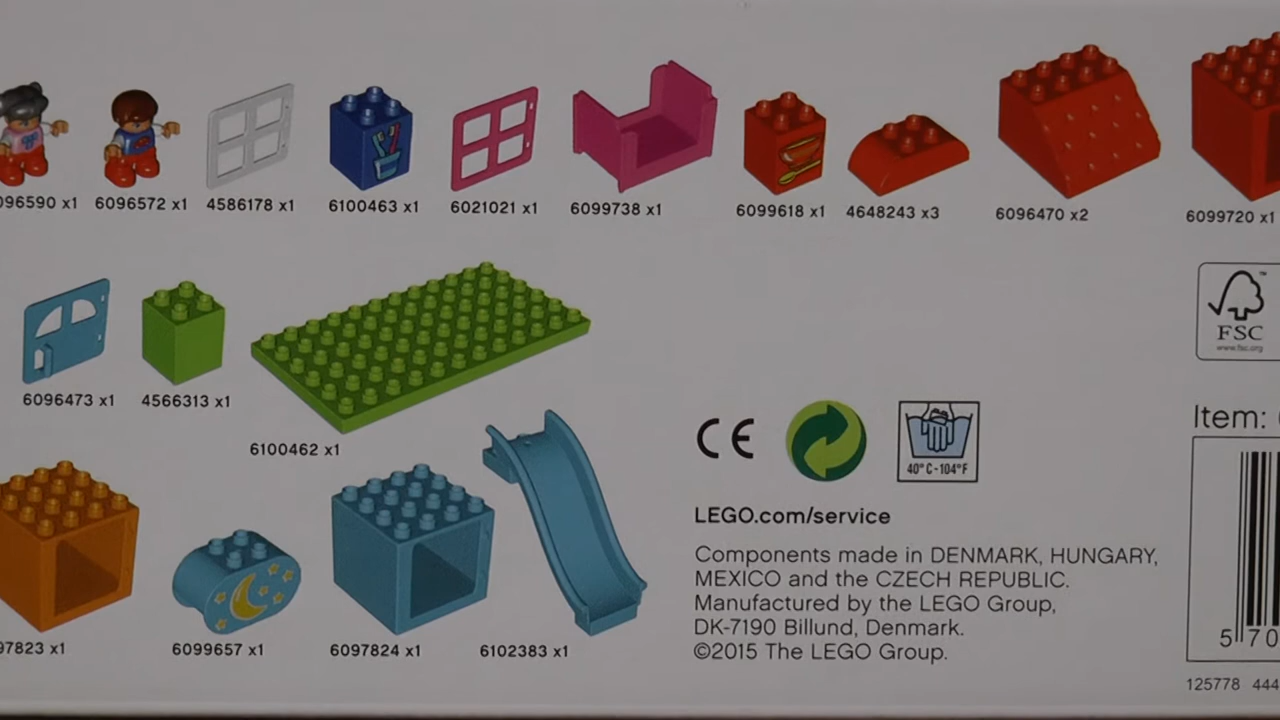 096590 x1 6096572 x1 4586178 x1 6100463 x1 6021021 x1 6099738 x1 6099618 x1 4648243 x3 6096470 x2 6099720 x1
6096473 x1 4566313 x1
6100462 x1
97823 x1 6099657 x1 6097824 x1 6102383 x1
FSC
www.fsc.org
CE
40°C-104°F
Item:
LEGO.com/service
Components made in DENMARK, HUNGARY,
MEXICO and the CZECH REPUBLIC.
Manufactured by the LEGO Group,
DK-7190 Billund, Denmark.
©2015 The LEGO Group.
5 70
125778 444